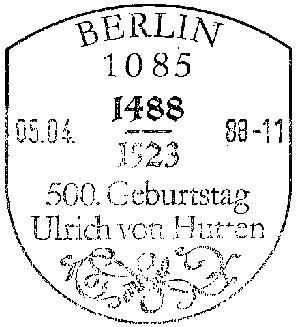 BERLIN
1085
1488
05.04. 88-11
1523
500. Geburtstag
Ulrich von Hutten